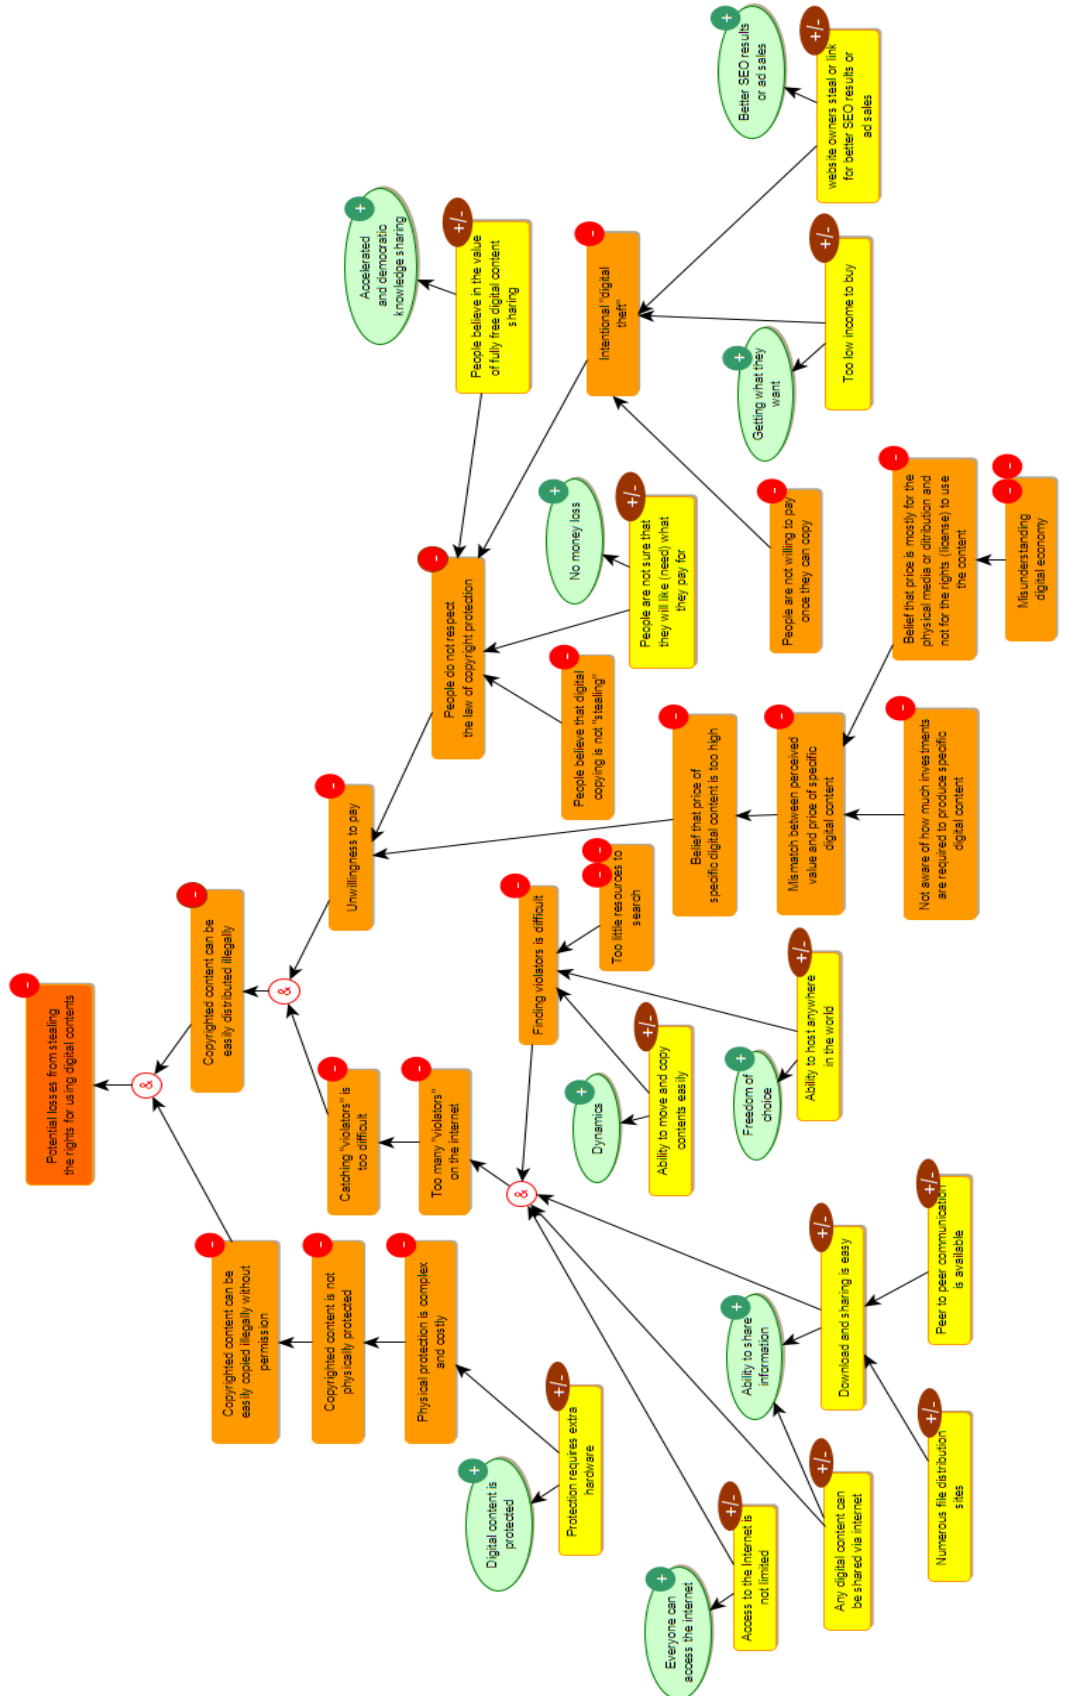 Potential losses from stealing
the rights for using digital contents
-
&
Copyrighted content can be
easily copied illegally without
permission
-
Copyrighted content can be
easily distributed illegally
-
&
Copyrighted content is not
physically protected
-
Physical protection is complex
and costly
-
Catching "violators" is
too difficult
-
Too many "violators"
on the internet
-
Unwillingness to pay
-
People do not respect
the law of copyright protection
-
Accelerated
and democratic
knowledge sharing
+
People believe in the value
of fully free digital content
sharing
+/-
Digital content is
protected
+
Protection requires extra
hardware
+/-
&
Finding violators is difficult
-
Too little resources to
search
-
-
Dynamics
+
Ability to move and copy
contents easily
+/-
Freedom of
choice
+
Ability to host anywhere
in the world
+/-
People believe that digital
copying is not "stealing"
-
No money loss
+
People are not sure that
they will like (need) what
they pay for
+/-
Intentional "digital
theft"
-
Everyone can
access the internet
+
Access to the Internet is
not limited
+/-
Ability to share
information
+
Any digital content can
be shared via internet
+/-
Download and sharing is easy
+/-
Numerous file distribution
sites
+/-
Peer to peer communication
is available
+/-
Belief that price of
specific digital content is too high
-
Mismatch between perceived
value and price of specific
digital content
-
Not aware of how much investments
are required to produce specific
digital content
-
Belief that price is mostly for the
physical media or ditribution and
not for the rights (license) to use
the content
-
Misunderstanding
digital economy
-
-
People are not willing to pay
once they can copy
-
Getting what they
want
+
Too low income to buy
+/-
Better SEO results
or ad sales
+
website owners steal or link
for better SEO results or
ad sales
+/-